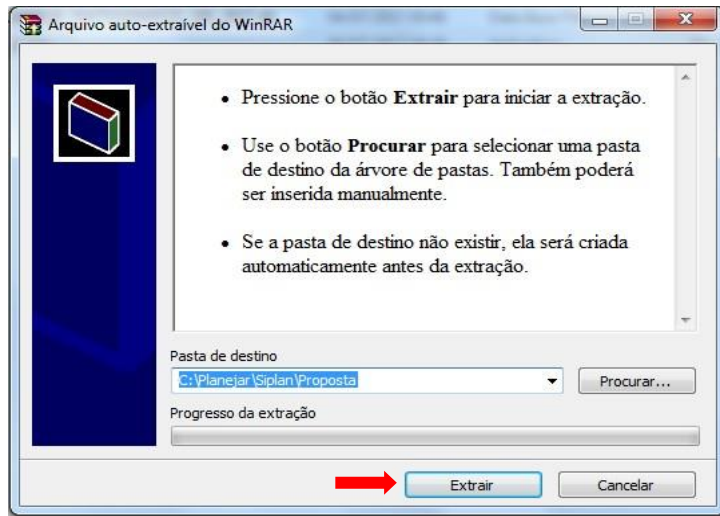 Arquivo auto-extraível do WinRAR
• Pressione o botão Extrair para iniciar a extração.
• Use o botão Procurar para selecionar uma pasta
de destino da árvore de pastas. Também poderá
ser inserida manualmente.
• Se a pasta de destino não existir, ela será criada
automaticamente antes da extração.
Pasta de destino
C:\Planejar\Siplan\Proposta
Procurar...
Progresso da extração
Extrair
Cancelar